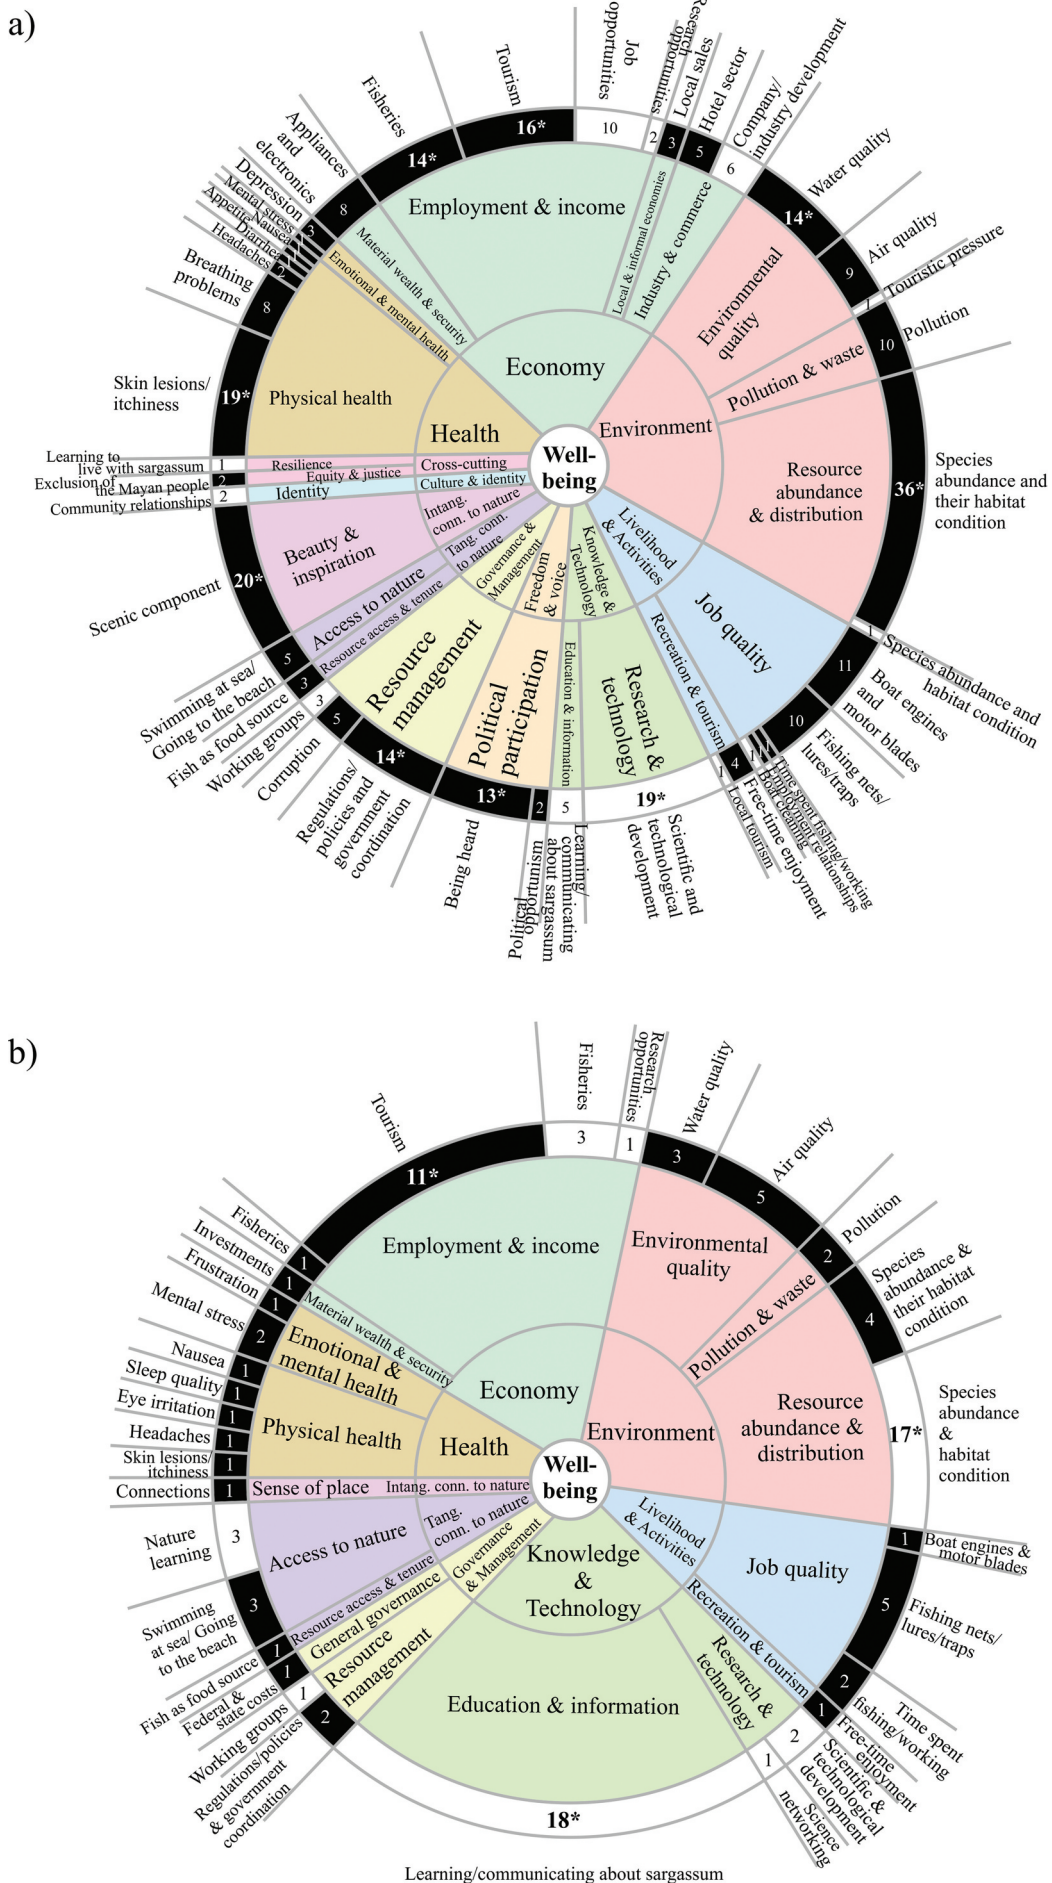 a)
Well-
being
Economy
Employment & income
Tourism
16*
Job
opportunities
10
Research
opportunities
2
Fisheries
14*
Local & informal economies
Local sales
3
Industry & commerce
Hotel sector
5
Company/
industry development
6
Material wealth & security
Appliances
and
electronics
8
Environment
Environmental
quality
Water quality
14*
Air quality
9
Touristic pressure
1
Pollution & waste
Pollution
10
Resource
abundance
& distribution
Species
abundance and
their habitat
condition
36*
Species abundance and
habitat condition
1
Livelihood
& Activities
Job quality
Boat engines
and
motor blades
11
Fishing nets/
lures/traps
10
Time spent fishing/working
Employment relationships
Boat cleaning
1
Recreation & tourism
Free-time enjoyment
4
Local tourism
1
Knowledge &
Technology
Research &
technology
Scientific and
technological
development
19*
Education & information
Learning/
communicating
about sargassum
5
Freedom
& voice
Political
participation
Political
opportunism
2
Being heard
13*
Governance &
Management
Resource
management
Regulations/
policies and
government
coordination
14*
Corruption
5
Working groups
3
Tang. conn.
to nature
Resource access & tenure
Fish as food source
3
Access to nature
Swimming at sea/
Going to the beach
5
Intang.
conn. to nature
Beauty &
inspiration
Scenic component
20*
Culture & identity
Identity
Community relationships
2
Cross-cutting
Equity & justice
Exclusion of
the Mayan people
2
Resilience
Learning to
live with sargassum
1
Health
Physical health
Skin lesions/
itchiness
19*
Breathing
problems
8
Headaches
2
Diarrhea
Appetite
Nausea
Emotional & mental health
Mental stress
Depression
3
b)
Well-
being
Economy
Employment & income
Tourism
11*
Fisheries
3
Research
opportunities
1
Material wealth & security
Fisheries
1
Investments
1
Environment
Environmental
quality
Water quality
3
Air quality
5
Pollution & waste
Pollution
2
Resource
abundance &
distribution
Species
abundance &
their habitat
condition
4
Species
abundance
&
habitat
condition
17*
Livelihood
& Activities
Job quality
Boat engines &
motor blades
1
Fishing nets/
lures/traps
5
Time spent
fishing/working
2
Recreation & tourism
Free-time
enjoyment
1
Knowledge
&
Technology
Research &
technology
Scientific &
technological
development
2
Science
networking
1
Education & information
18*
Learning/communicating about sargassum
Governance
& Management
Resource
management
Regulations/policies
& government
coordination
2
Working groups
1
General governance
Federal &
state costs
1
Tang.
conn. to nature
Resource access & tenure
Fish as food source
1
Access to nature
Swimming
at sea/ Going
to the beach
3
Nature
learning
3
Intang. conn. to nature
Sense of place
Connections
1
Health
Physical health
Skin lesions/
itchiness
1
Headaches
1
Eye irritation
1
Sleep quality
1
Nausea
1
Emotional &
mental health
Mental stress
2
Frustration
1